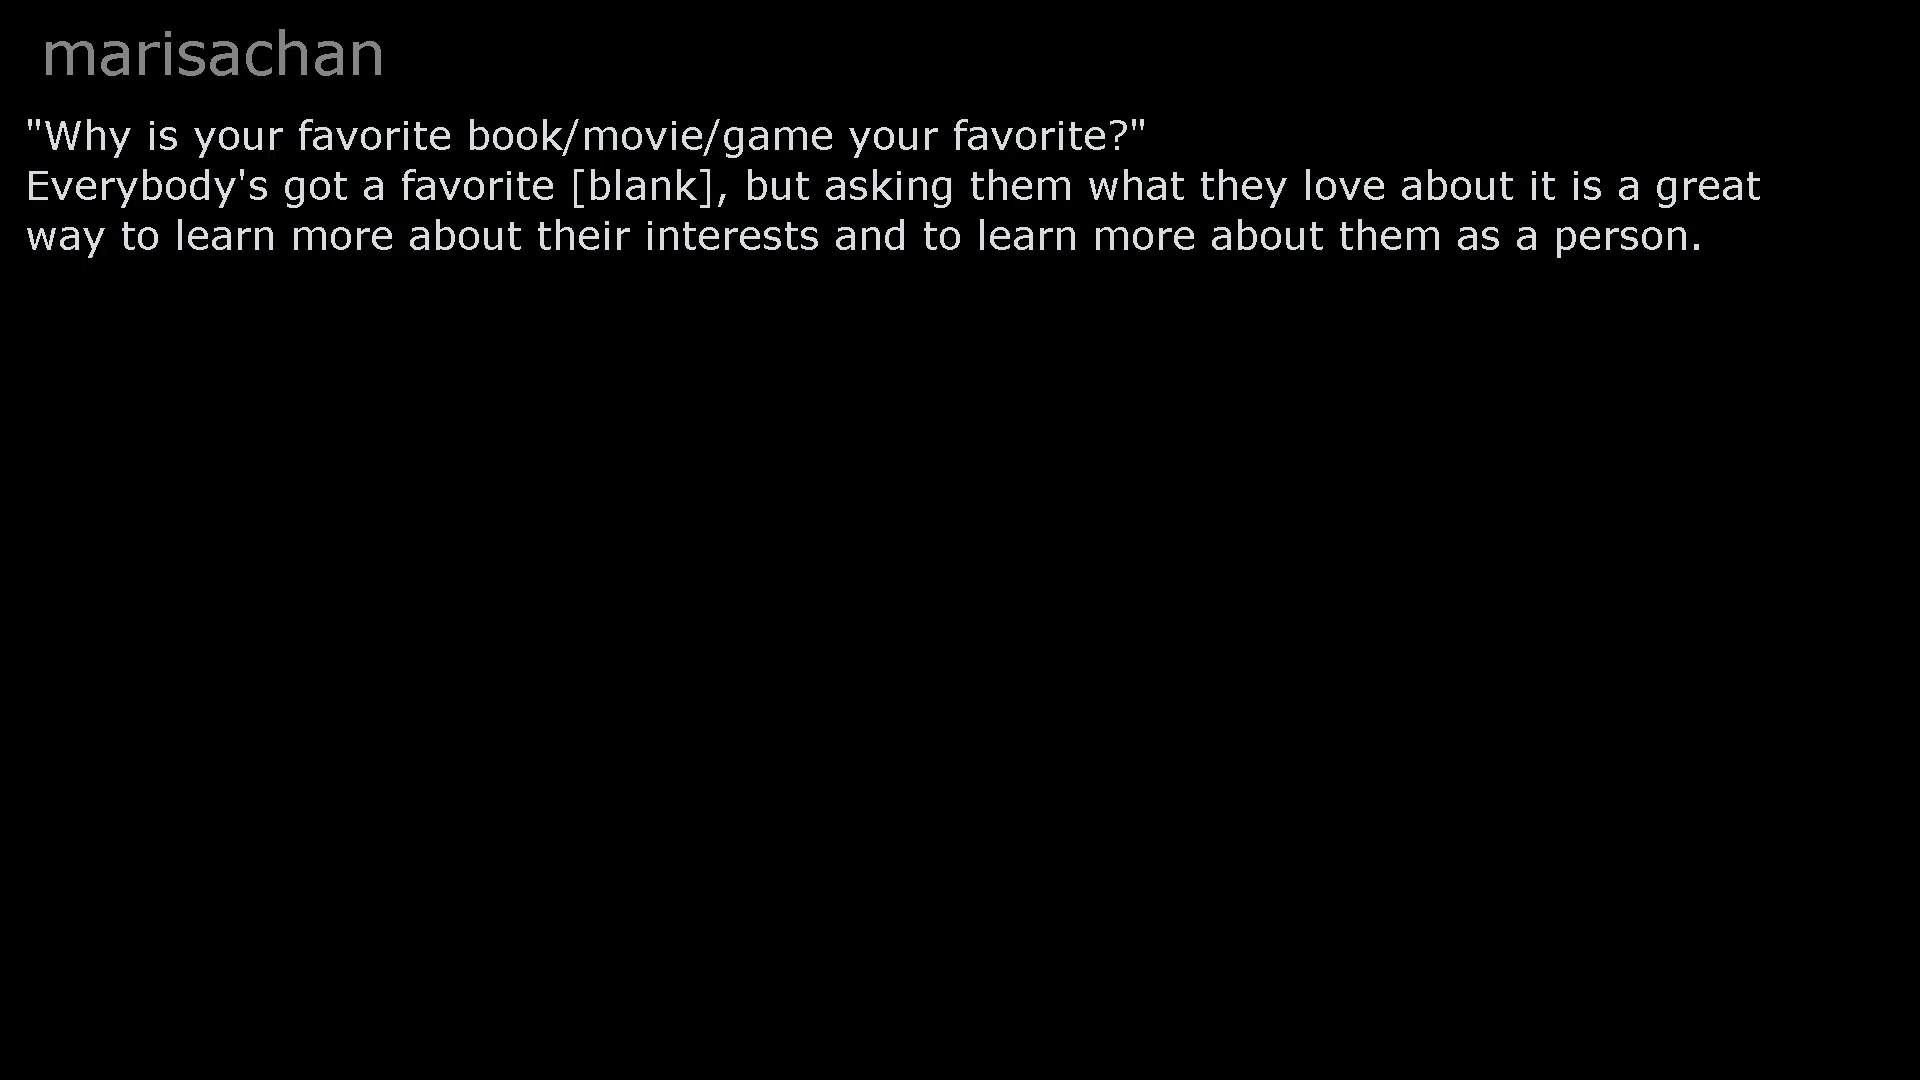 marisachan
"Why is your favorite book/movie/game your favorite?"
Everybody's got a favorite [blank], but asking them what they love about it is a great
way to learn more about their interests and to learn more about them as a person.